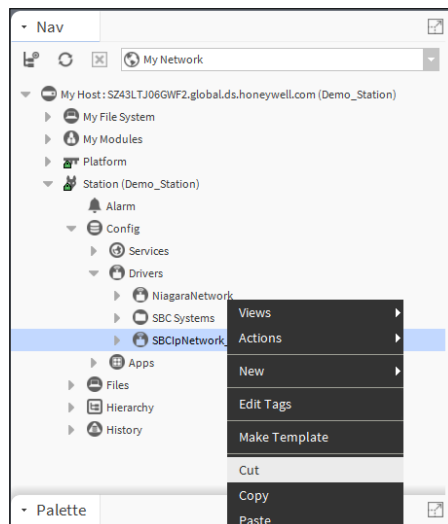 Nav
My Network
My Host : SZ43LTJ06GWF2.global.ds.honeywell.com (Demo_Station)
My File System
My Modules
Platform
Station (Demo_Station)
Alarm
Config
Services
Drivers
NiagaraNetwork
SBC Systems
SBCIpNetwork_
Apps
Files
Hierarchy
History
Views
Actions
New
Edit Tags
Make Template
Cut
Copy
Paste
Palette